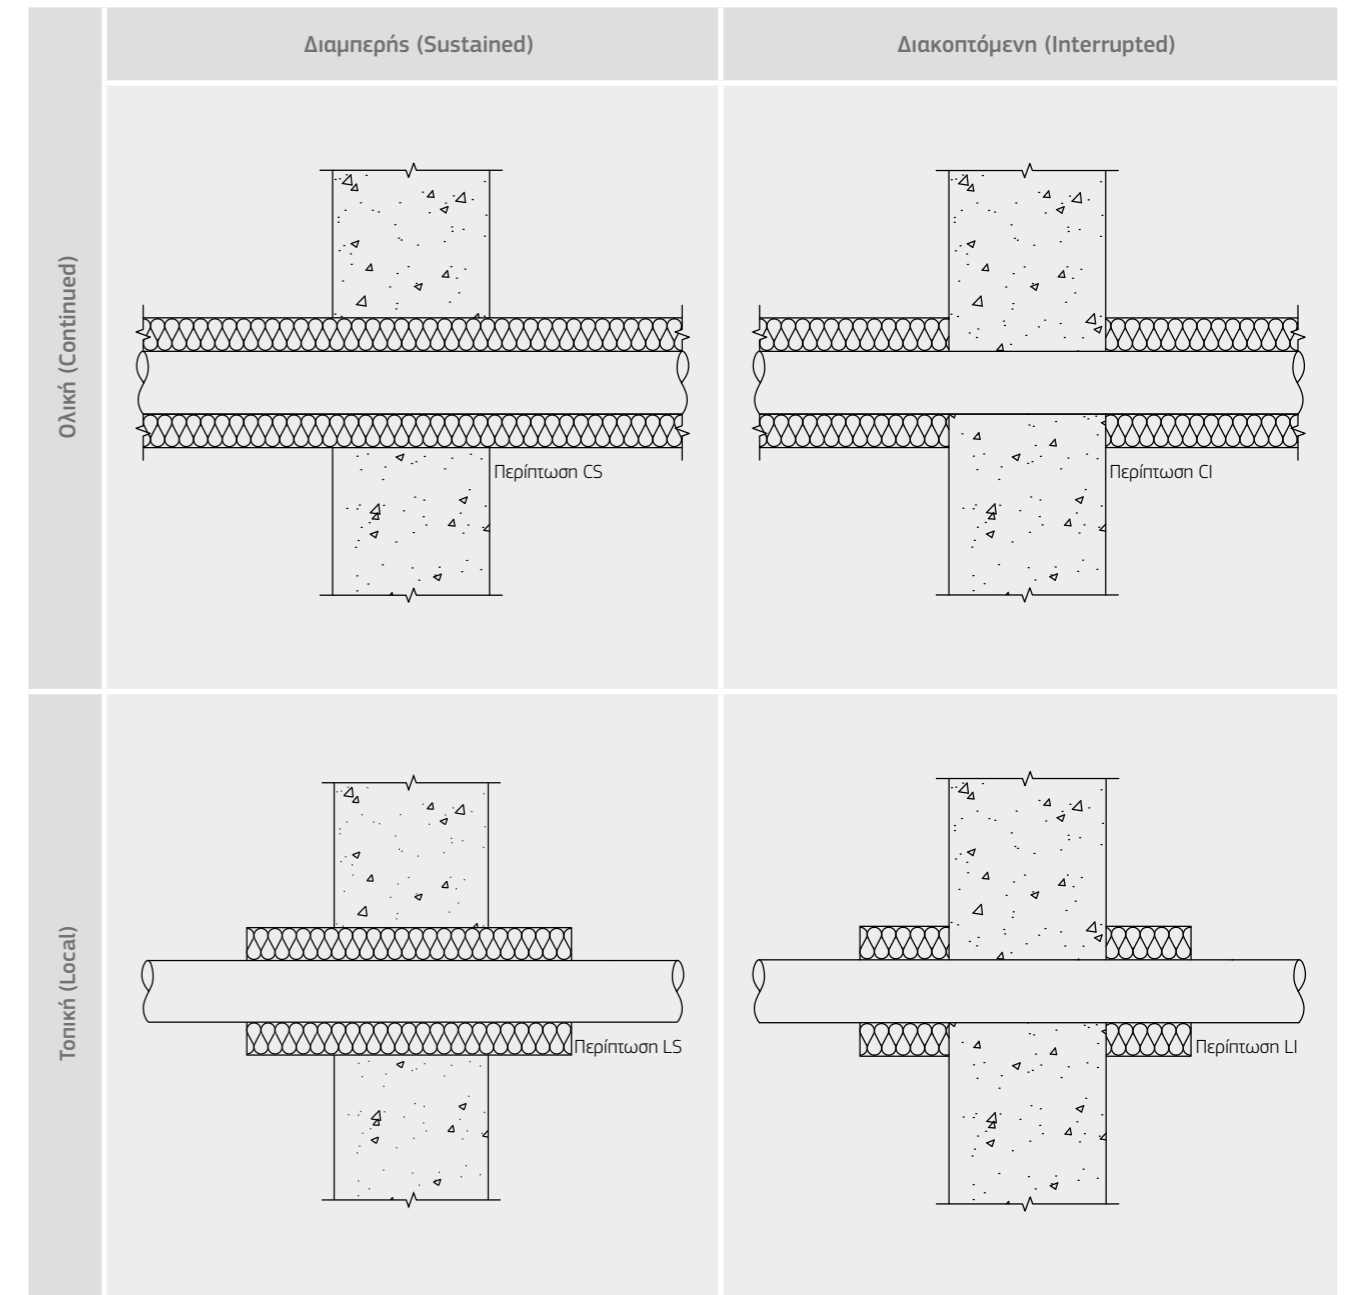 Διαμπερής (Sustained)
Διακοπτόμενη (Interrupted)
Ολική (Continued)
Περίπτωση CS
Περίπτωση CI
Τοπική (Local)
Περίπτωση LS
Περίπτωση LI